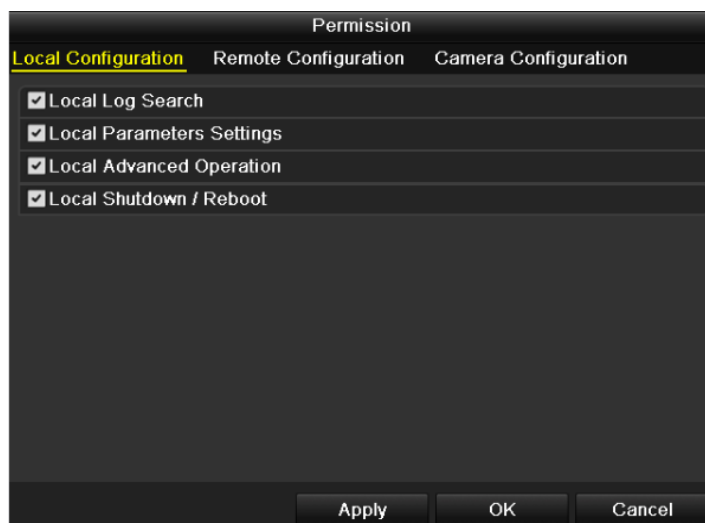 Permission
Local Configuration Remote Configuration Camera Configuration
Local Log Search
Local Parameters Settings
Local Advanced Operation
Local Shutdown / Reboot
Apply OK Cancel